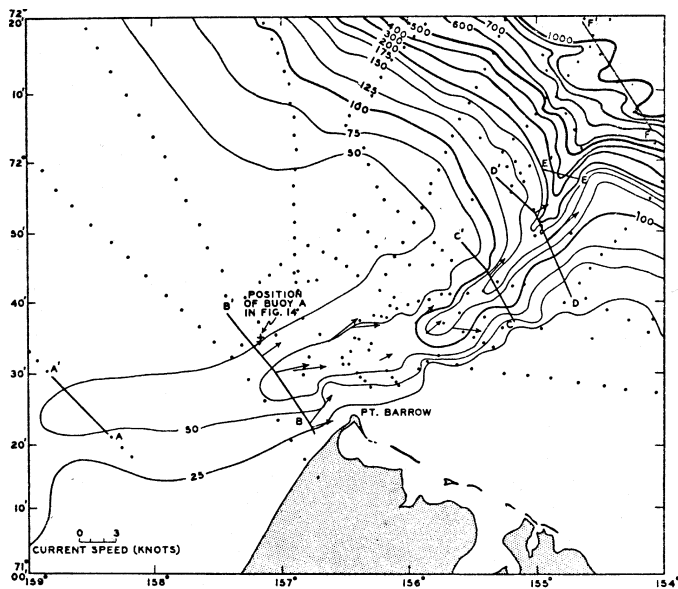 72°
20'
10'
72°
50'
40'
30'
20'
10'
71°
00'
159°
158°
157°
156°
155°
154°
400
500
600
700
1000
300
200
175
150
125
100
75
50
100
50
25
F'
F
E
E
D'
D
C'
C
B'
B
A'
A
POSITION
OF BUOY A
IN FIG. 14
PT. BARROW
0 3
CURRENT SPEED (KNOTS)